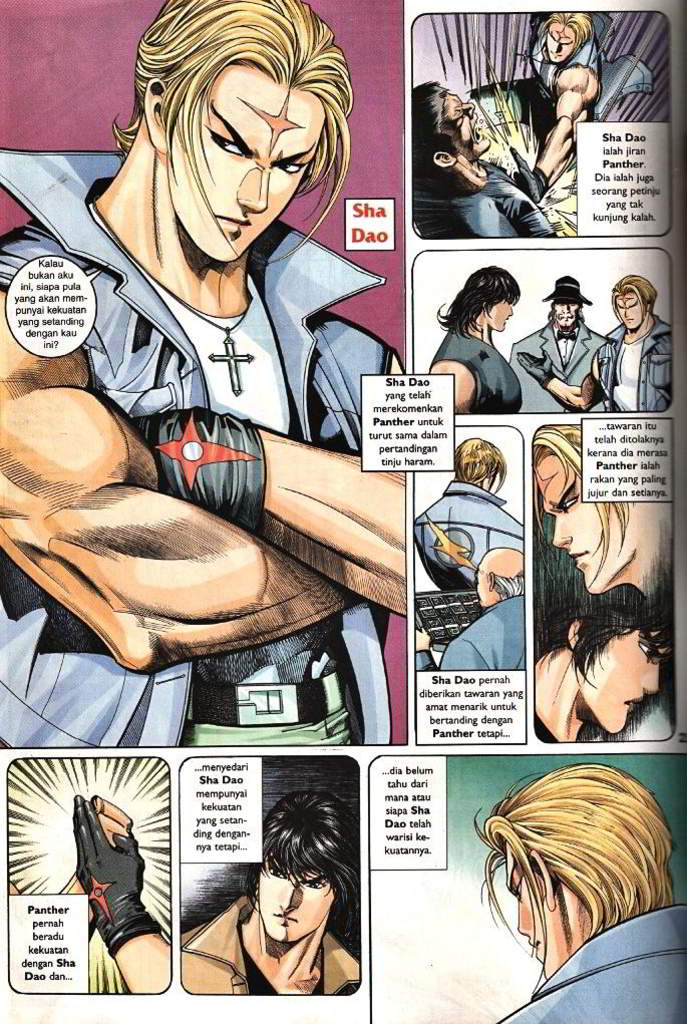 Sha
Dao
Kalau
bukan aku
ini, siapa pula
yang akan mem-
punyai kekuatan
yang setanding
dengan kau
ini?
Sha Dao
ialah jiran
Panther.
Dia ialah juga
seorang petinju
yang tak
kunjung kalah.
Sha Dao
yang telah
merekomenkan
Panther untuk
turut sama dalam
pertandingan
tinju haram.
Sha Dao pernah
diberikan tawaran yang
amat menarik untuk
bertanding dengan
Panther tetapi...
...tawaran itu
telah ditolaknya
kerana dia merasa
Panther ialah
rakan yang paling
jujur dan setianya.
Panther
pernah
beradu
kekuatan
dengan Sha
Dao dan...
...menyedari
Sha Dao
mempunyai
kekuatan
yang setan-
ding dengan-
nya tetapi...
...dia belum
tahu dari
mana atau
siapa Sha
Dao telah
warisi ke-
kuatannya.